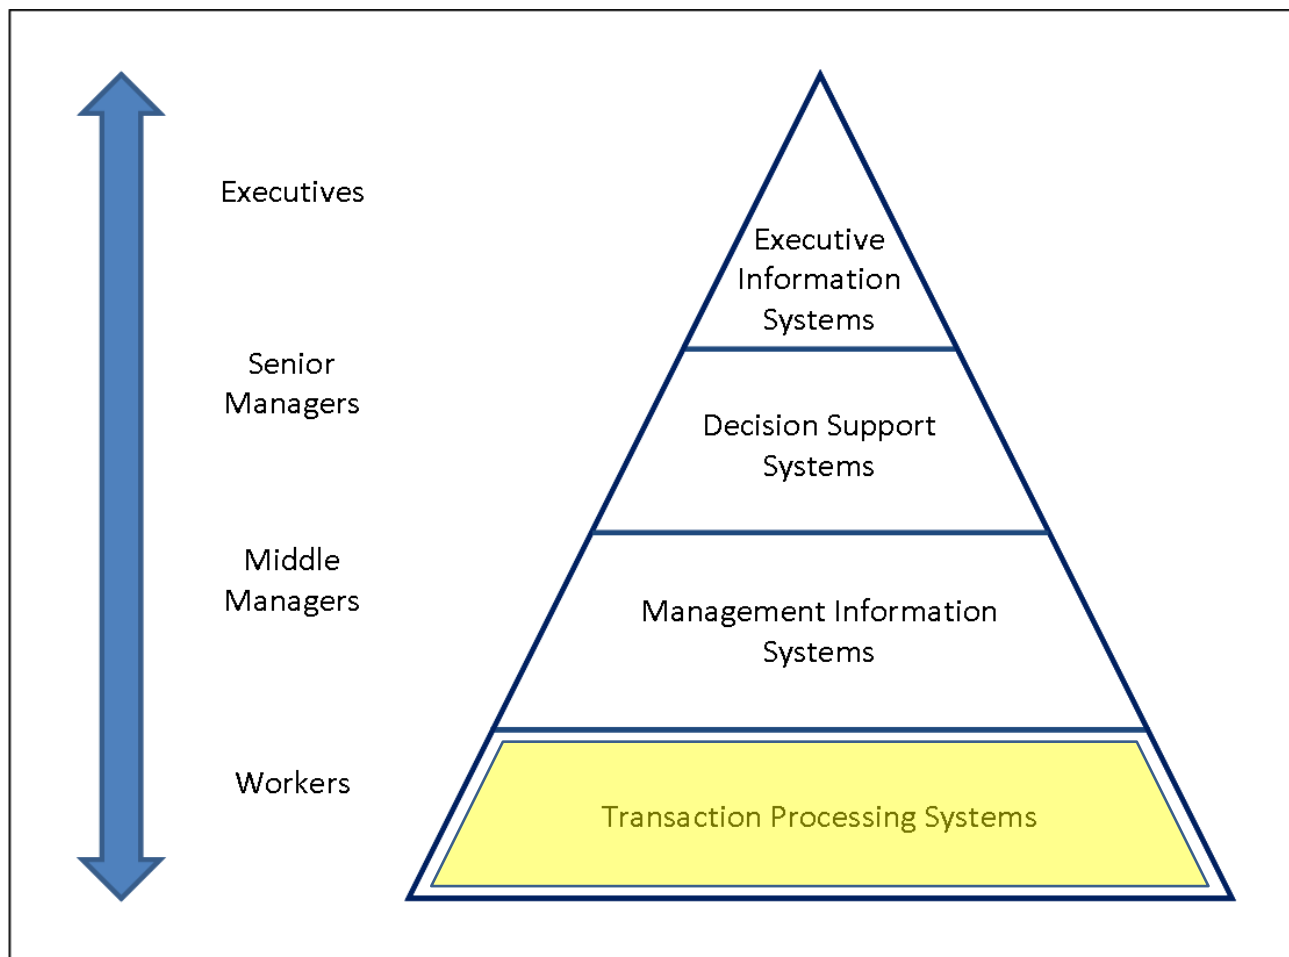 Executives
Executive
Information
Systems
Senior
Managers
Decision Support
Systems
Middle
Managers
Management Information
Systems
Workers
Transaction Processing Systems